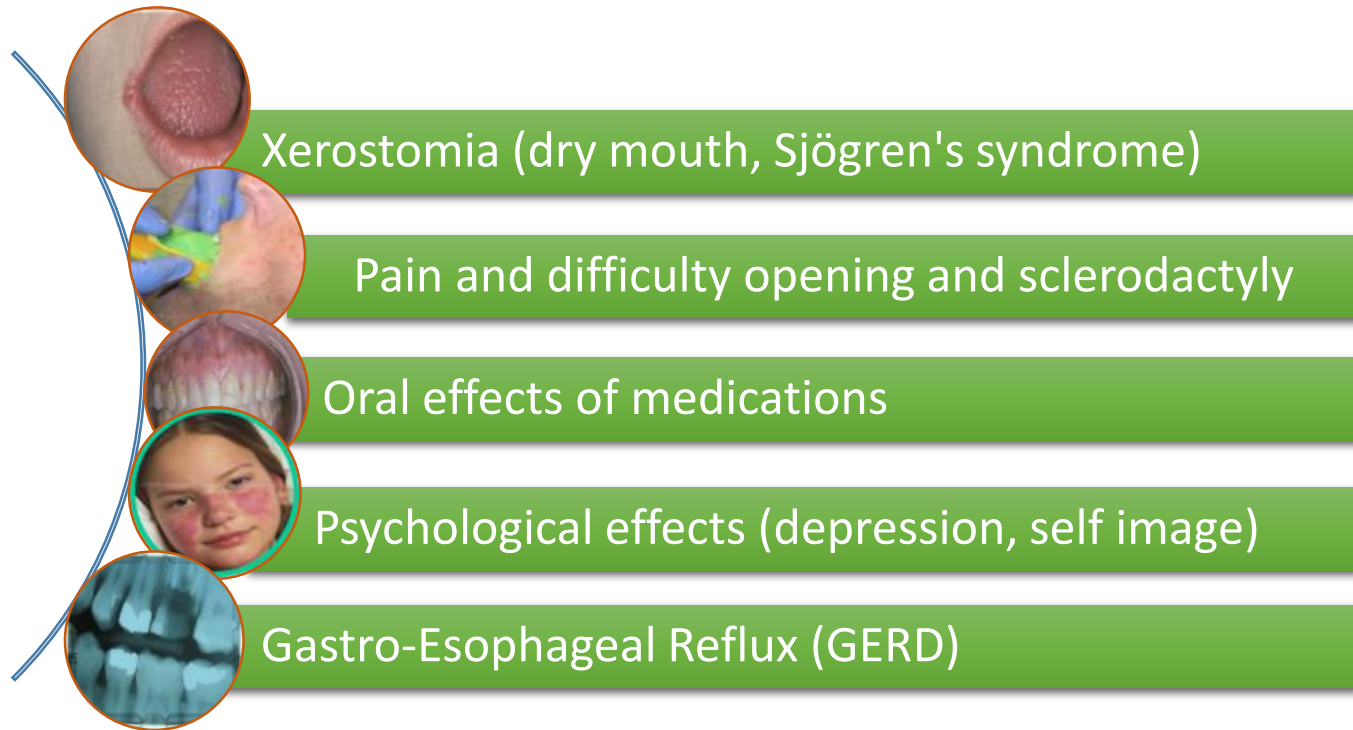 Xerostomia (dry mouth, Sjögren's syndrome)
Pain and difficulty opening and sclerodactyly
Oral effects of medications
Psychological effects (depression, self image)
Gastro-Esophageal Reflux (GERD)